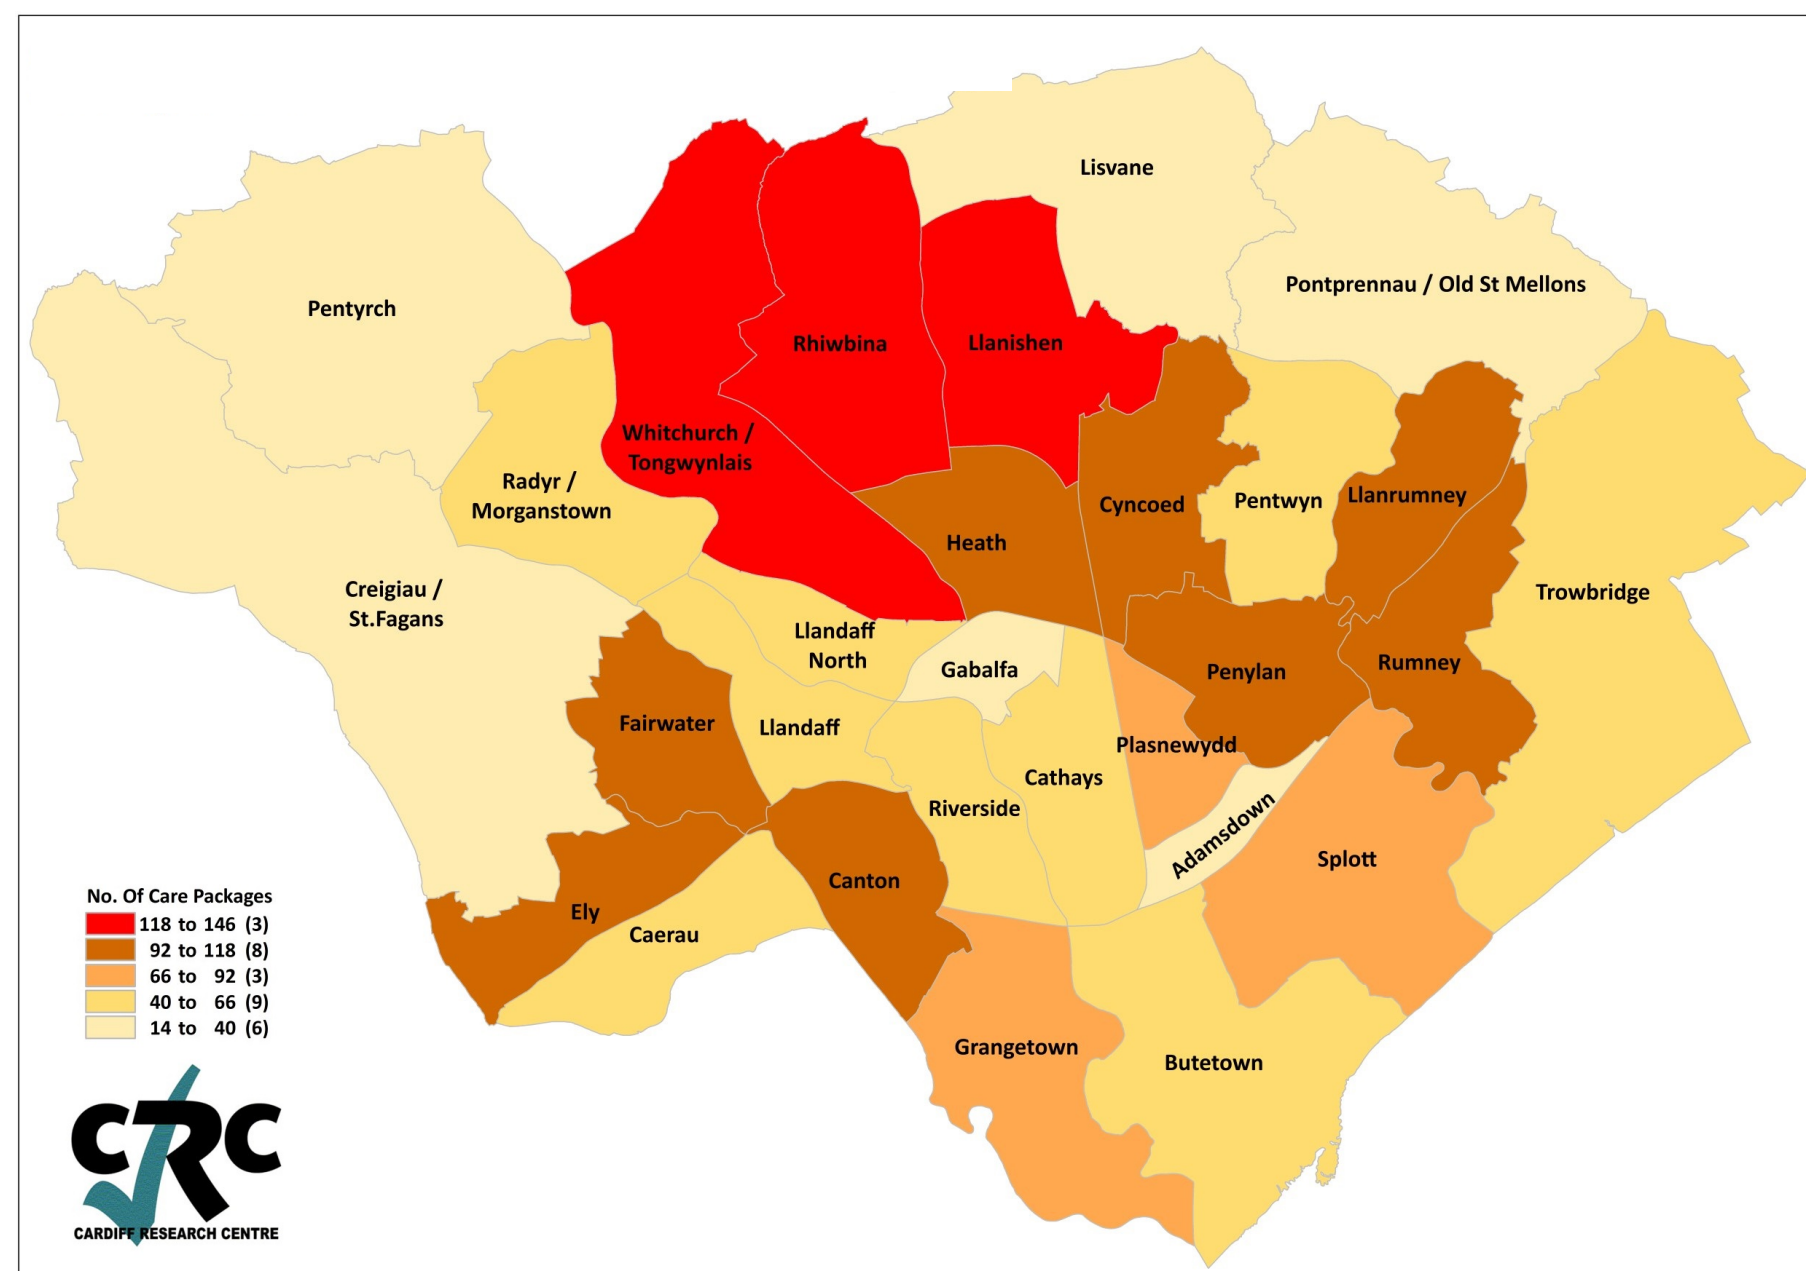 Lisvane
Pontprennau / Old St Mellons
Pentyrch
Rhiwbina
Llanishen
Whitchurch /
Tongwynlais
Radyr /
Morganstown
Cyncoed
Pentwyn
Llanrumney
Heath
Creigiau /
St.Fagans
Trowbridge
Llandaff
North
Gabalfa
Penylan
Rumney
Fairwater
Llandaff
Plasnewydd
Cathays
Riverside
Adamsdown
Splott
Canton
Ely
Caerau
Grangetown
Butetown
No. Of Care Packages
118 to 146 (3)
92 to 118 (8)
66 to 92 (3)
40 to 66 (9)
14 to 40 (6)
CRC
CARDIFF RESEARCH CENTRE